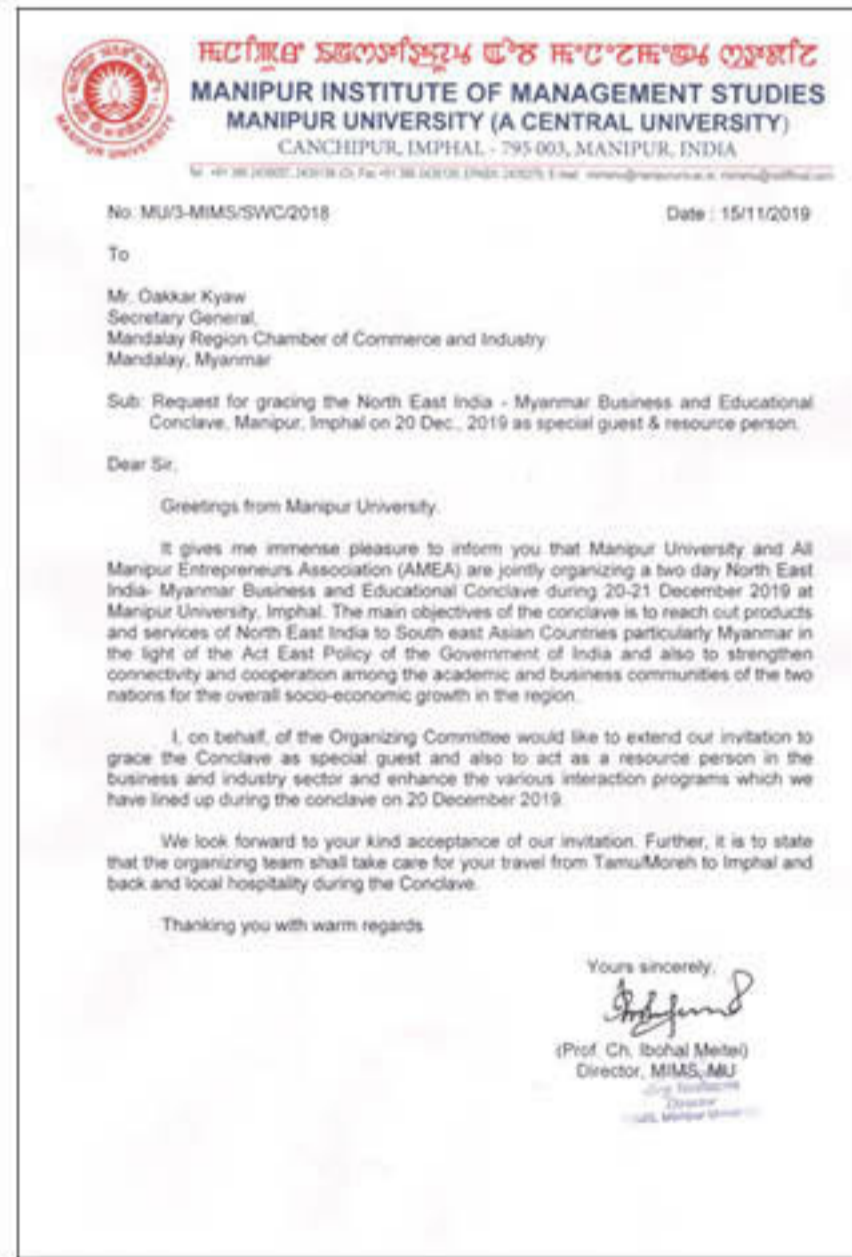 MANIPUR UNIVERSITY
MANIPUR INSTITUTE OF MANAGEMENT STUDIES
MANIPUR UNIVERSITY (A CENTRAL UNIVERSITY)
CANCHIPUR, IMPHAL - 795 003, MANIPUR, INDIA
No. MU/3-MIMS/SWC/2018 Date : 15/11/2019
To
Mr. Oakkar Kyaw
Secretary General,
Mandalay Region Chamber of Commerce and Industry
Mandalay, Myanmar
Sub: Request for gracing the North East India - Myanmar Business and Educational
Conclave, Manipur, Imphal on 20 Dec., 2019 as special guest & resource person.
Dear Sir,
Greetings from Manipur University.
It gives me immense pleasure to inform you that Manipur University and All
Manipur Entrepreneurs Association (AMEA) are jointly organizing a two day North East
India- Myanmar Business and Educational Conclave during 20-21 December 2019 at
Manipur University, Imphal. The main objectives of the conclave is to reach out products
and services of North East India to South east Asian Countries particularly Myanmar in
the light of the Act East Policy of the Government of India and also to strengthen
connectivity and cooperation among the academic and business communities of the two
nations for the overall socio-economic growth in the region.
I, on behalf, of the Organizing Committee would like to extend our invitation to
grace the Conclave as special guest and also to act as a resource person in the
business and industry sector and enhance the various interaction programs which we
have lined up during the conclave on 20 December 2019.
We look forward to your kind acceptance of our invitation. Further, it is to state
that the organizing team shall take care for your travel from Tamu/Moreh to Imphal and
back and local hospitality during the Conclave.
Thanking you with warm regards
Yours sincerely,
(Prof. Ch. Ibohal Meitei)
Director, MIMS, MU
Director